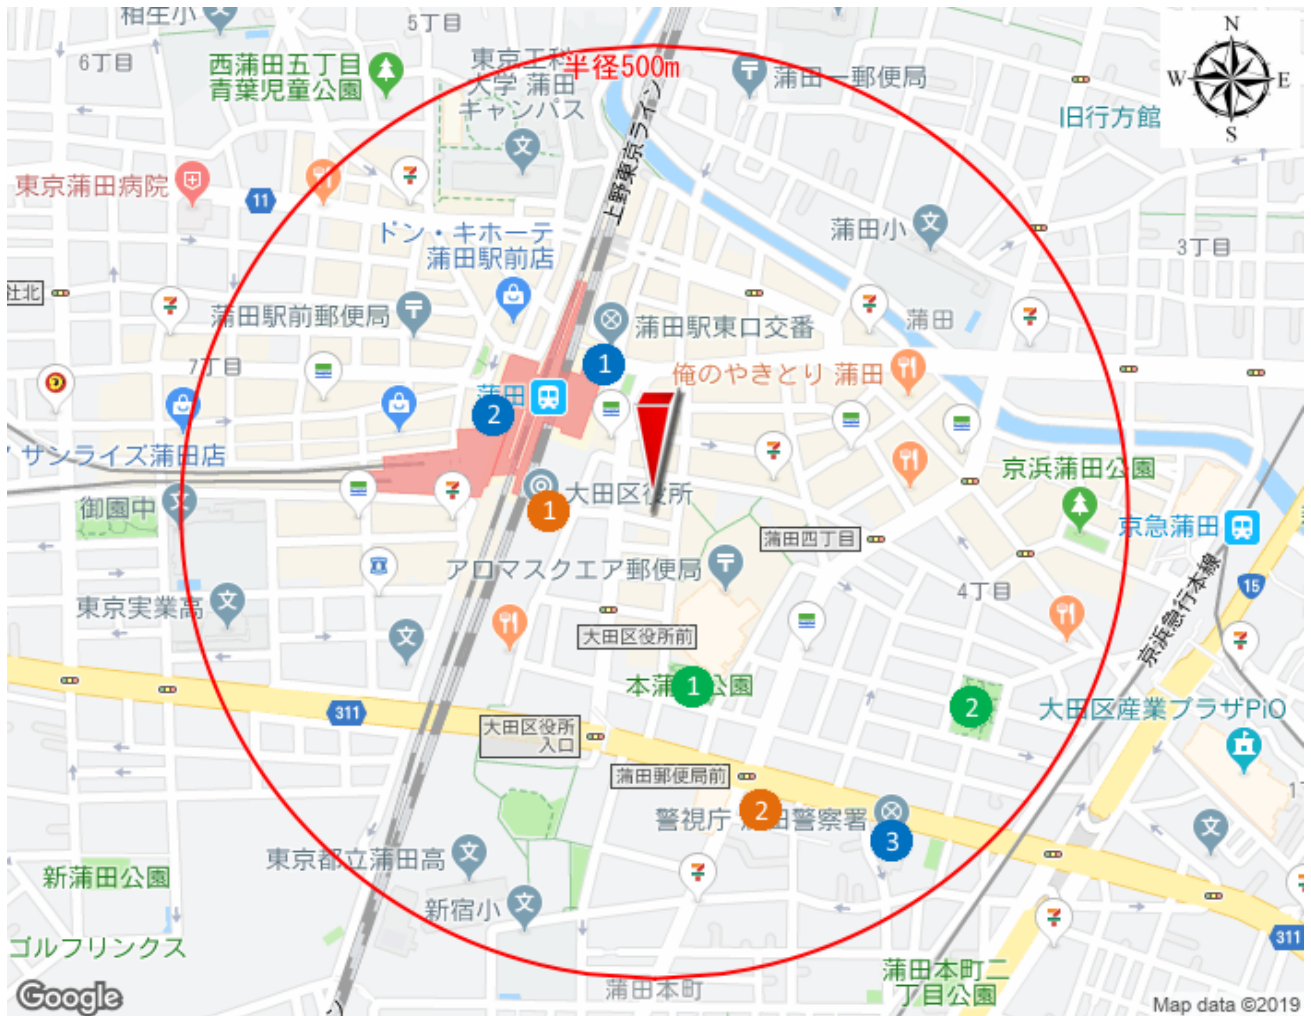 相生小
5丁目
6丁目
西蒲田五丁目
青葉児童公園
東京工科
大学 蒲田
キャンパス
半径500m
蒲田一郵便局
N
W
E
S
旧行方館
上野東京ライン
東京蒲田病院
11
ドン・キホーテ
蒲田駅前店
蒲田小
3丁目
社北
蒲田駅前郵便局
蒲田駅東口交番
蒲田
7丁目
1
俺のやきとり 蒲田
蒲田
2
サンライズ蒲田店
京浜蒲田公園
御園中
大田区役所
1
蒲田四丁目
京急蒲田
アロマスクエア郵便局
4丁目
15
東京実業高
京浜急行本線
大田区役所前
1
2
311
大田区役所
入口
大田区産業プラザPiO
蒲田郵便局前
2
警視庁
田警察署
3
東京都立蒲田高
新蒲田公園
新宿小
311
ゴルフリンクス
蒲田本町二
丁目公園
蒲田本町
Google
Map data ©2019